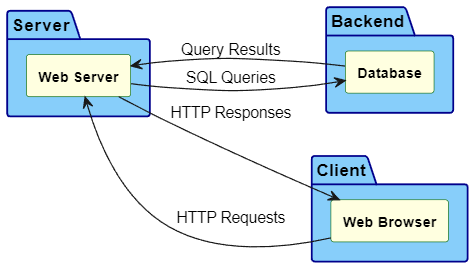 Server
Web Server
Query Results
SQL Queries
HTTP Responses
HTTP Requests
Backend
Database
Client
Web Browser